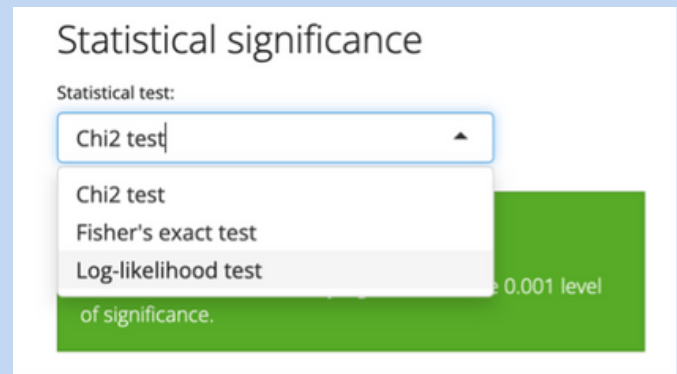 Statistical significance
Statistical test:
Chi2 test
Chi2 test
Fisher's exact test
Log-likelihood test
0.001 level
of significance.